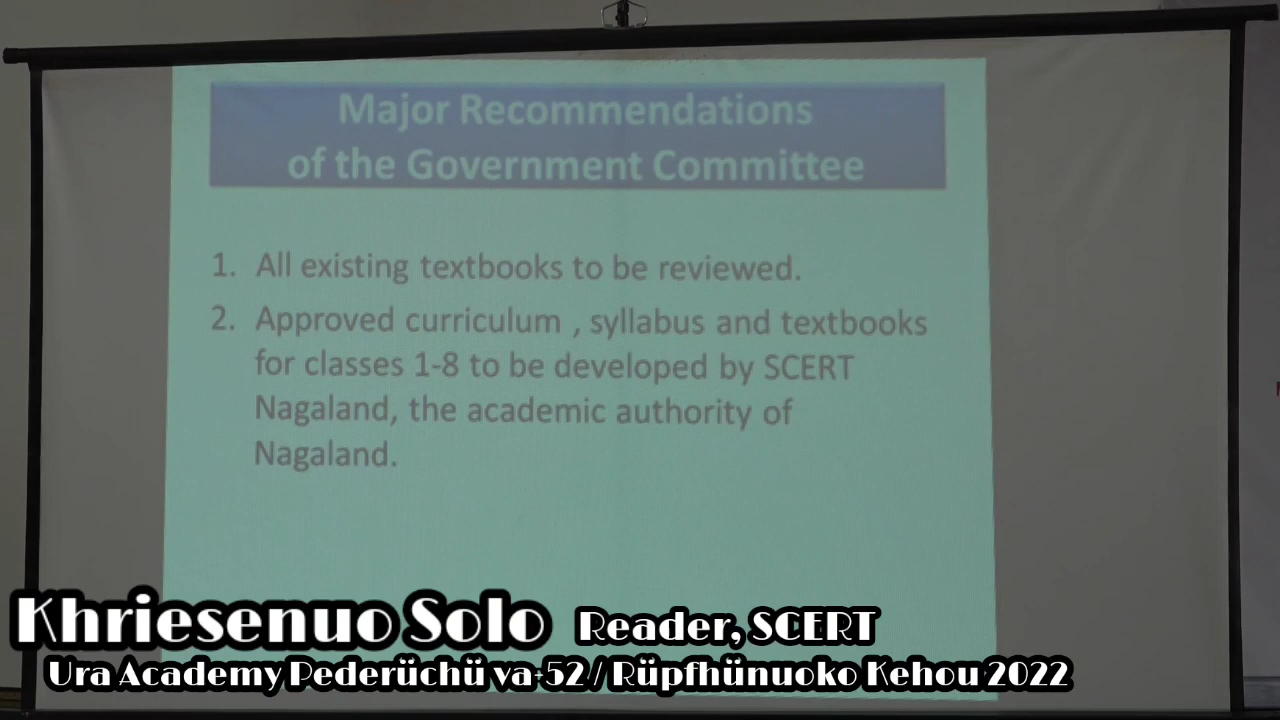 Major Recommendations
of the Government Committee
1. All existing textbooks to be reviewed.
2. Approved curriculum , syllabus and textbooks
for classes 1-8 to be developed by SCERT
Nagaland, the academic authority of
Nagaland.
Khriesenuo Solo Reader, SCERT
Ura Academy Pederüchü va-52 / Rüpfhünuoko Kehou 2022